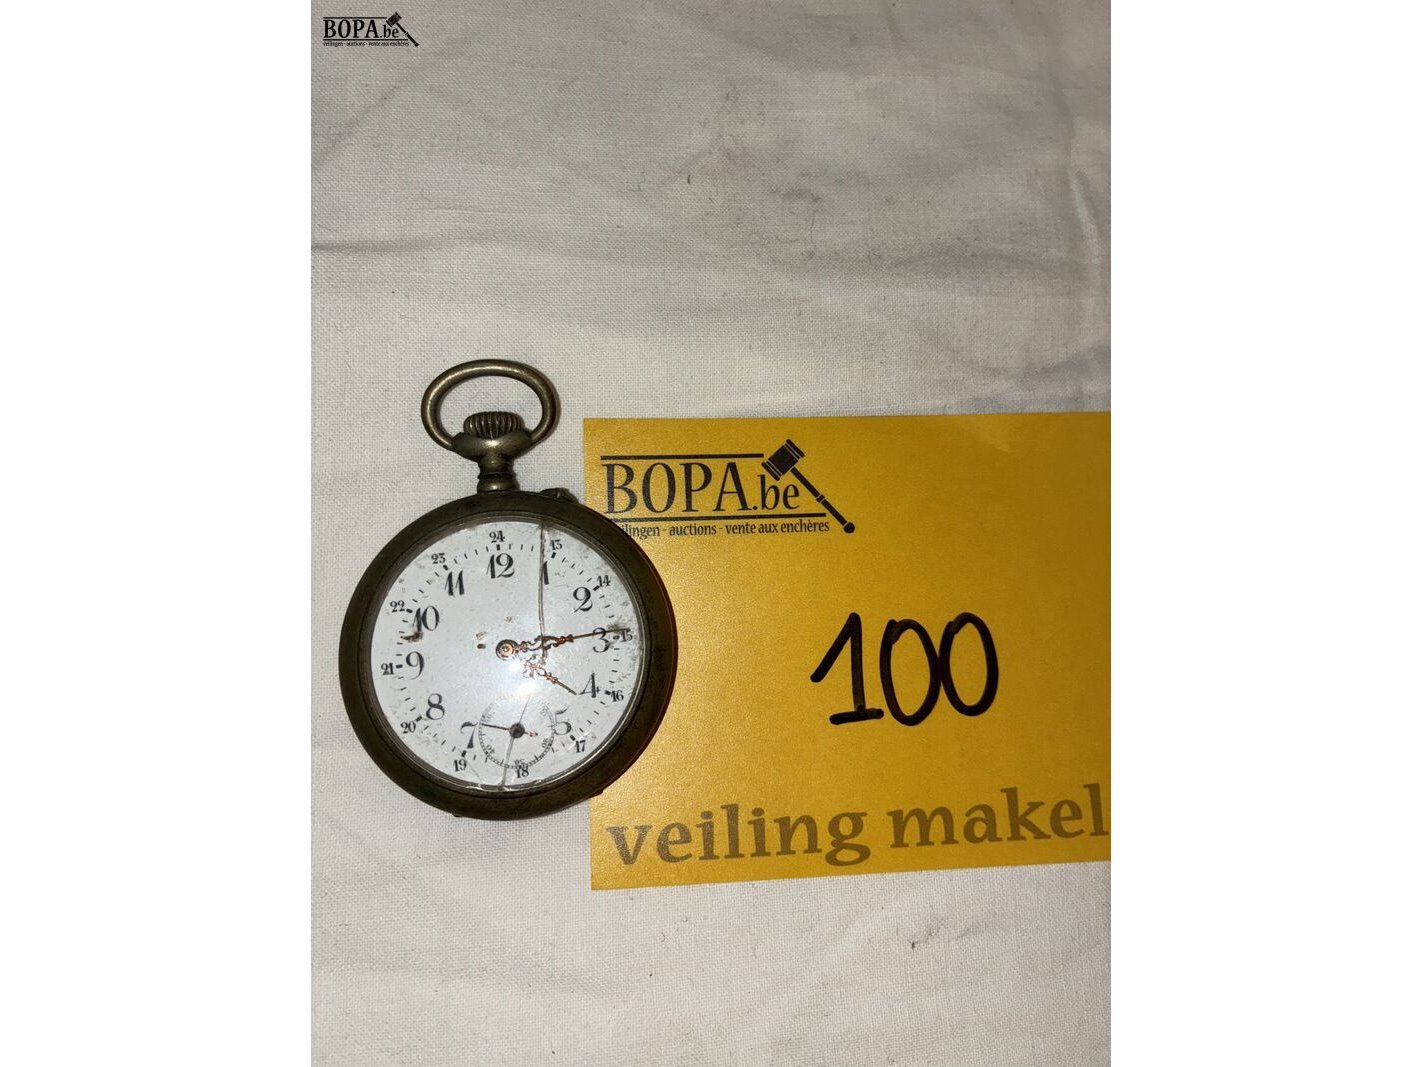 BOPA.be
veilingen - auctions - vente aux enchères
BOPA.be
ilingen - auctions - vente aux enchères
100
veiling makel
24
23 13
12
11 1
14
22 2
10
3 15
21 9
4 16
8
20 7 5
17
19
18